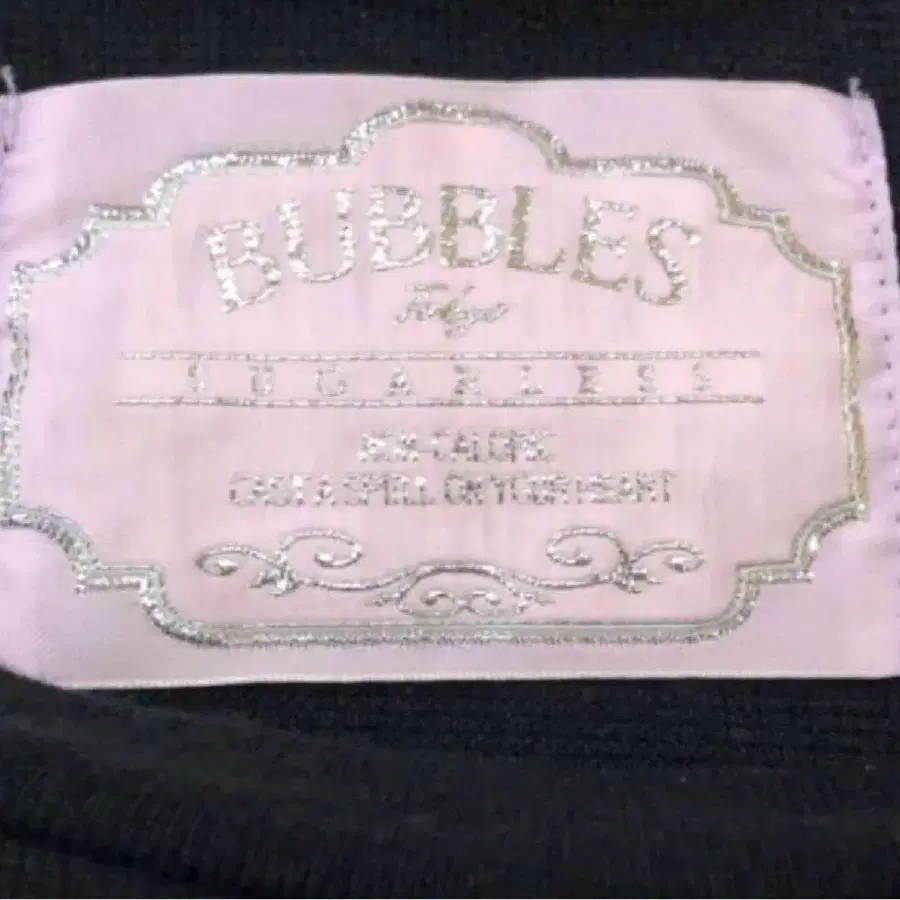 BUBBLES
Tokyo
SUGARLESS
NON-CALORIC
CAST A SPELL ON YOUR HEART